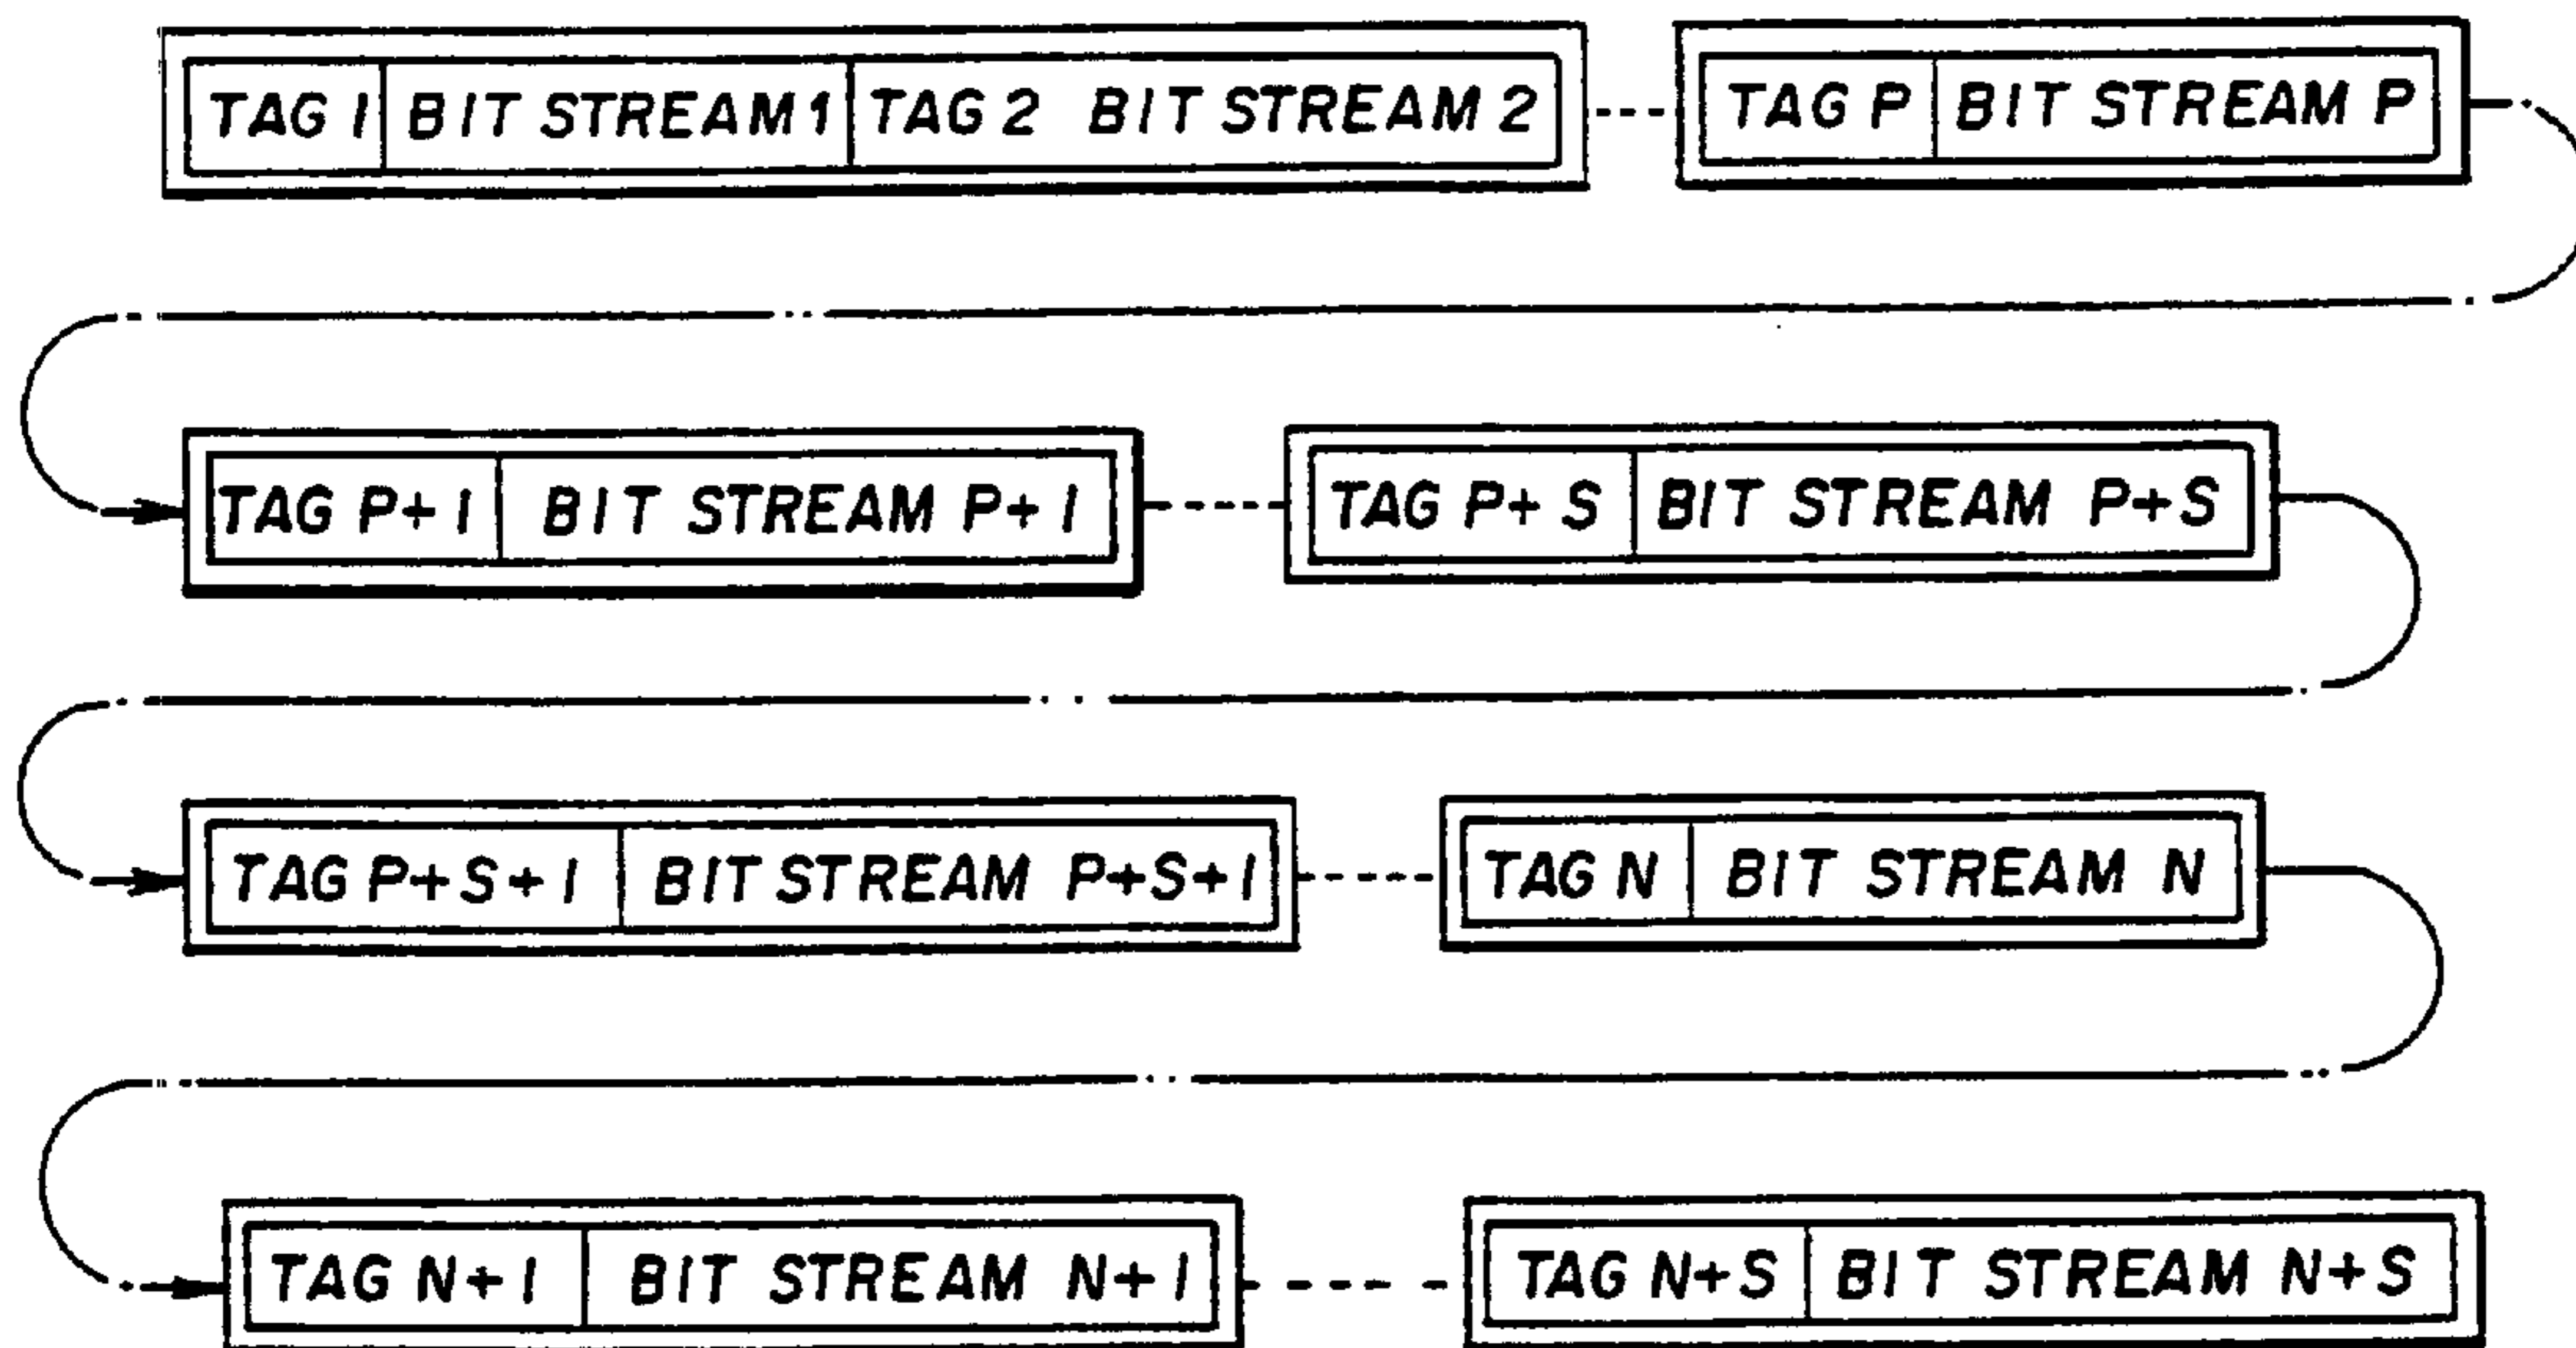 TAG 1 BIT STREAM 1 TAG 2 BIT STREAM 2 TAG P BIT STREAM P
TAG P+1 BIT STREAM P+1 TAG P+S BIT STREAM P+S
TAG P+S+1 BIT STREAM P+S+1 TAG N BIT STREAM N
TAG N+1 BIT STREAM N+1 TAG N+S BIT STREAM N+S